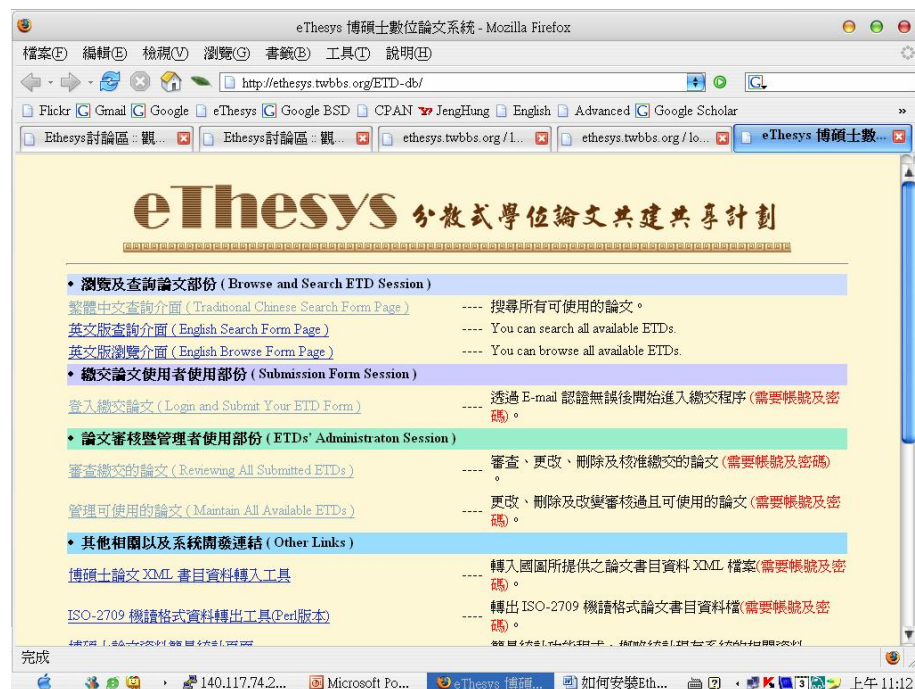 eThesys 博碩士數位論文系統 - Mozilla Firefox
檔案(F) 編輯(E) 檢視(V) 瀏覽(G) 書籤(B) 工具(T) 說明(H)
http://ethesys.twbbs.org/ETD-db/
Flickr Gmail Google eThesys Google BSD CPAN JengHung English Advanced Google Scholar »
Ethesys討論區 :: 觀... Ethesys討論區 :: 觀... ethesys.twbbs.org / l... ethesys.twbbs.org / lo... eThesys 博碩士數...
eThesys 分散式學位論文共建共享計劃
• 瀏覽及查詢論文部份 ( Browse and Search ETD Session )
繁體中文查詢介面 ( Traditional Chinese Search Form Page ) ---- 搜尋所有可使用的論文。
英文版查詢介面 ( English Search Form Page ) ---- You can search all available ETDs.
英文版瀏覽介面 ( English Browse Form Page ) ---- You can browse all available ETDs.
• 繳交論文使用者使用部份 ( Submission Form Session )
登入繳交論文 ( Login and Submit Your ETD Form ) ---- 透過 E-mail 認證無誤後開始進入繳交程序 (需要帳號及密
碼)。
• 論文審核暨管理者使用部份 ( ETDs' Administraton Session )
審查繳交的論文 ( Reviewing All Submitted ETDs ) ---- 審查、更改、刪除及核准繳交的論文 (需要帳號及密碼)
。
管理可使用的論文 ( Maintain All Available ETDs ) ---- 更改、刪除及改變審核過且可使用的論文 (需要帳號及密
碼)。
• 其他相關以及系統開發連結 ( Other Links )
博碩士論文 XML 書目資料轉入工具 ---- 轉入國圖所提供之論文書目資料 XML 檔案(需要帳號及密
碼)。
ISO-2709 機讀格式資料轉出工具(Perl版本) ---- 轉出 ISO-2709 機讀格式論文書目資料檔(需要帳號及密
碼)。
完成
140.117.74.2... Microsoft Po... eThesys 博碩... 如何安裝Eth... 上午 11:12